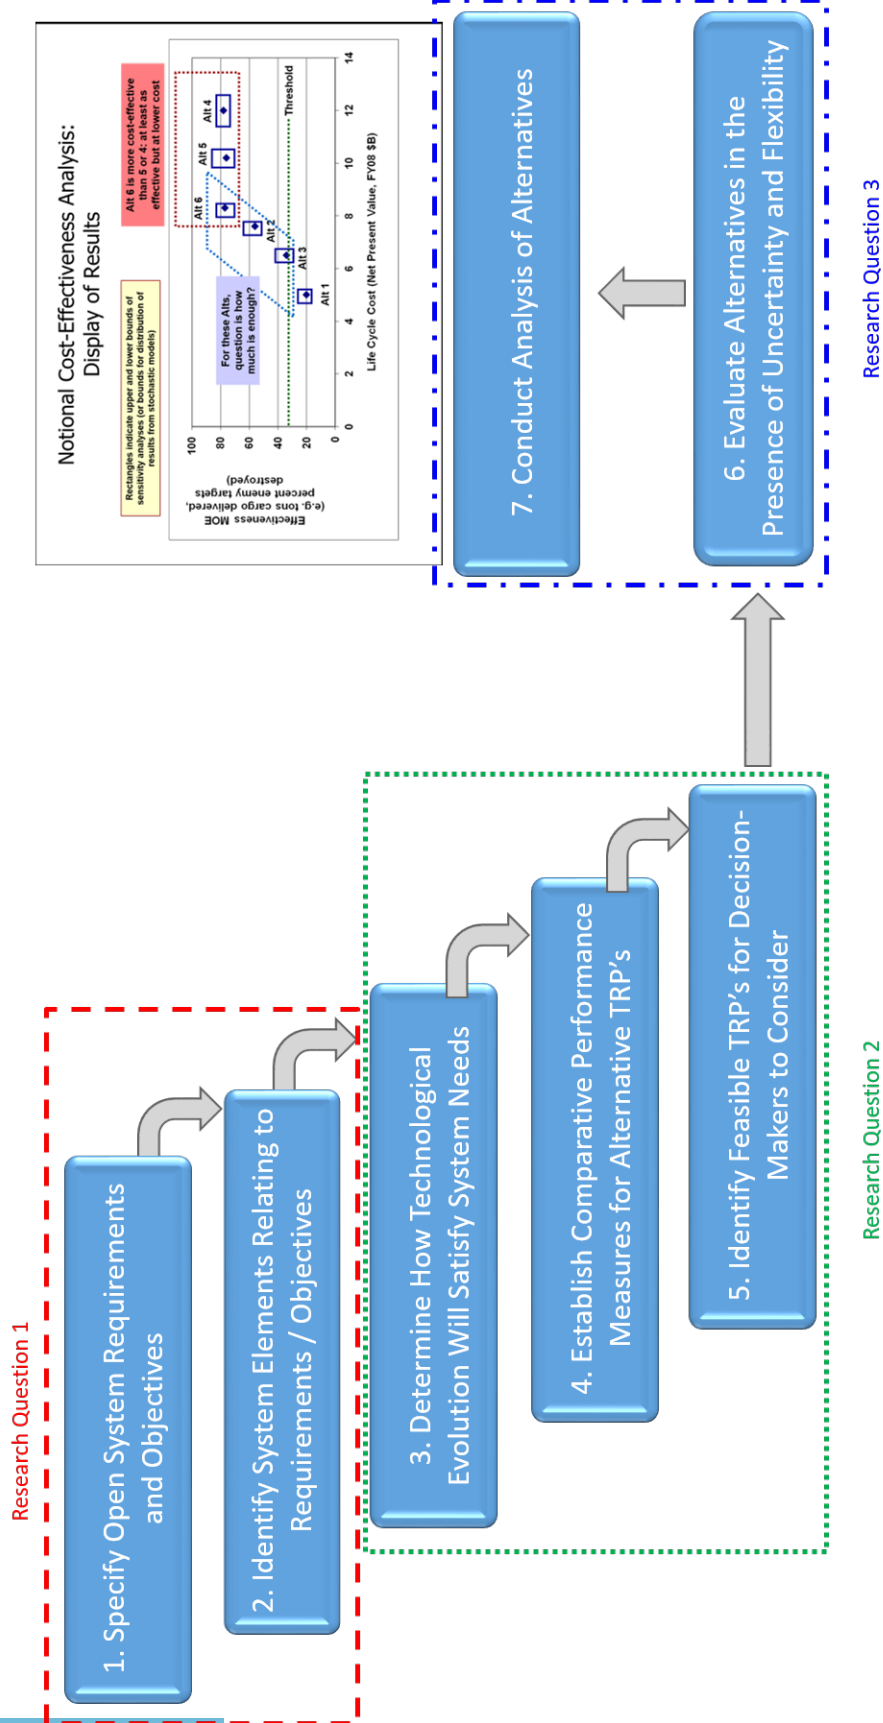 Research Question 1
1. Specify Open System Requirements
and Objectives
2. Identify System Elements Relating to
Requirements / Objectives
3. Determine How Technological
Evolution Will Satisfy System Needs
4. Establish Comparative Performance
Measures for Alternative TRP's
5. Identify Feasible TRP's for Decision-
Makers to Consider
Research Question 2
Notional Cost-Effectiveness Analysis:
Display of Results
Rectangles indicate upper and lower bounds of
sensitivity analyses (or bounds for distribution of
results from stochastic models)
Alt 6 is more cost-effective
than 5 or 4: at least as
effective but at lower cost
Effectiveness MOE
(e.g. tons cargo delivered,
percent enemy targets
destroyed)
100
80
60
40
20
0
For these Alts,
question is how
much is enough?
Alt 1
Alt 3
Alt 2
Alt 6
Alt 5
Alt 4
Threshold
0 2 4 6 8 10 12 14
Life Cycle Cost (Net Present Value, FY08 $B)
7. Conduct Analysis of Alternatives
6. Evaluate Alternatives in the
Presence of Uncertainty and Flexibility
Research Question 3